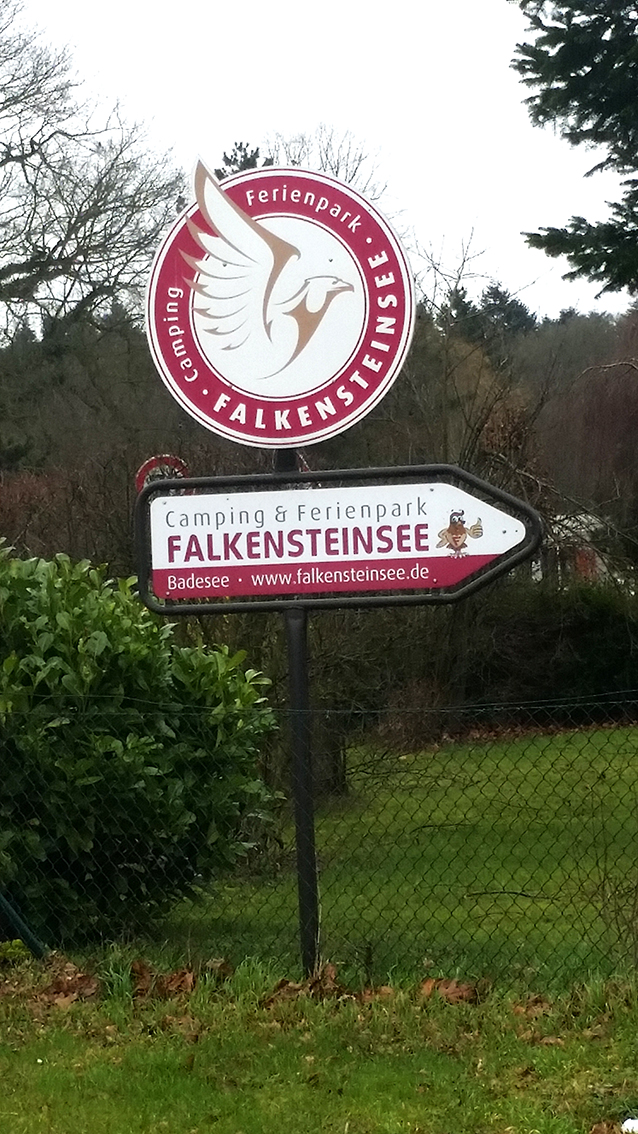 Camping · Ferienpark ·
FALKENSTEINSEE ·
Camping & Ferienpark
FALKENSTEINSEE
Badesee · www.falkensteinsee.de